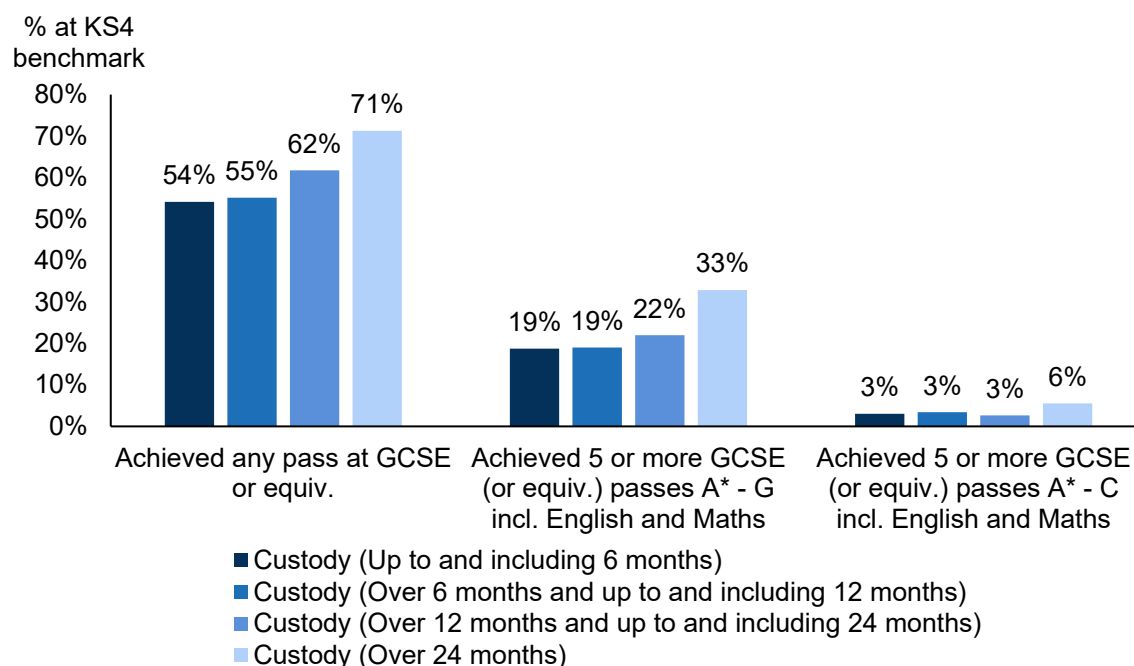 % at KS4
benchmark
80%
70%
60%
50%
40%
30%
20%
10%
0%
54%
55%
62%
71%
19%
19%
22%
33%
3%
3%
3%
6%
Achieved any pass at GCSE
or equiv.
Achieved 5 or more GCSE
(or equiv.) passes A* - G
incl. English and Maths
Achieved 5 or more GCSE
(or equiv.) passes A* - C
incl. English and Maths
Custody (Up to and including 6 months)
Custody (Over 6 months and up to and including 12 months)
Custody (Over 12 months and up to and including 24 months)
Custody (Over 24 months)